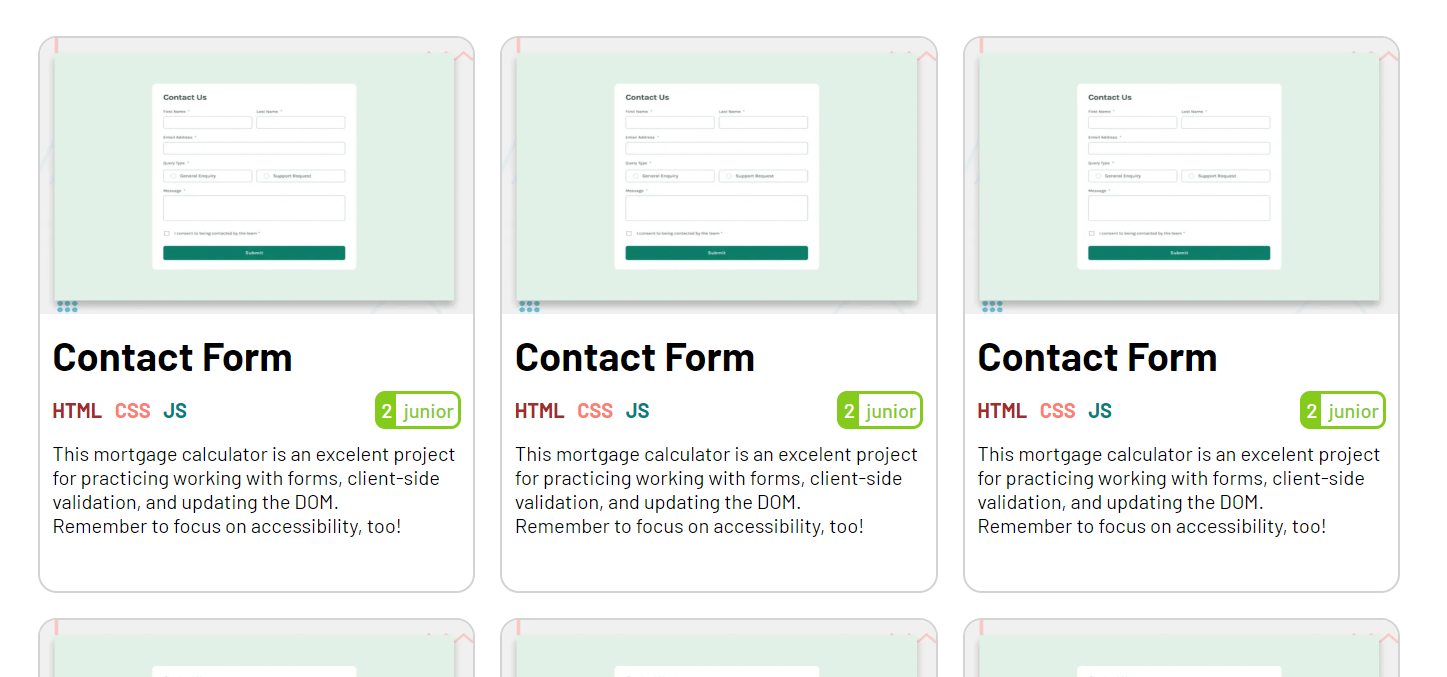 Contact Us
First Name * Last Name *
Email Address *
Query Type *
General Enquiry Support Request
Message *
I consent to being contacted by the team *
Submit
Contact Form
HTML CSS JS 2 junior
This mortgage calculator is an excelent project
for practicing working with forms, client-side
validation, and updating the DOM.
Remember to focus on accessibility, too!
Contact Us
First Name * Last Name *
Email Address *
Query Type *
General Enquiry Support Request
Message *
I consent to being contacted by the team *
Submit
Contact Form
HTML CSS JS 2 junior
This mortgage calculator is an excelent project
for practicing working with forms, client-side
validation, and updating the DOM.
Remember to focus on accessibility, too!
Contact Us
First Name * Last Name *
Email Address *
Query Type *
General Enquiry Support Request
Message *
I consent to being contacted by the team *
Submit
Contact Form
HTML CSS JS 2 junior
This mortgage calculator is an excelent project
for practicing working with forms, client-side
validation, and updating the DOM.
Remember to focus on accessibility, too!